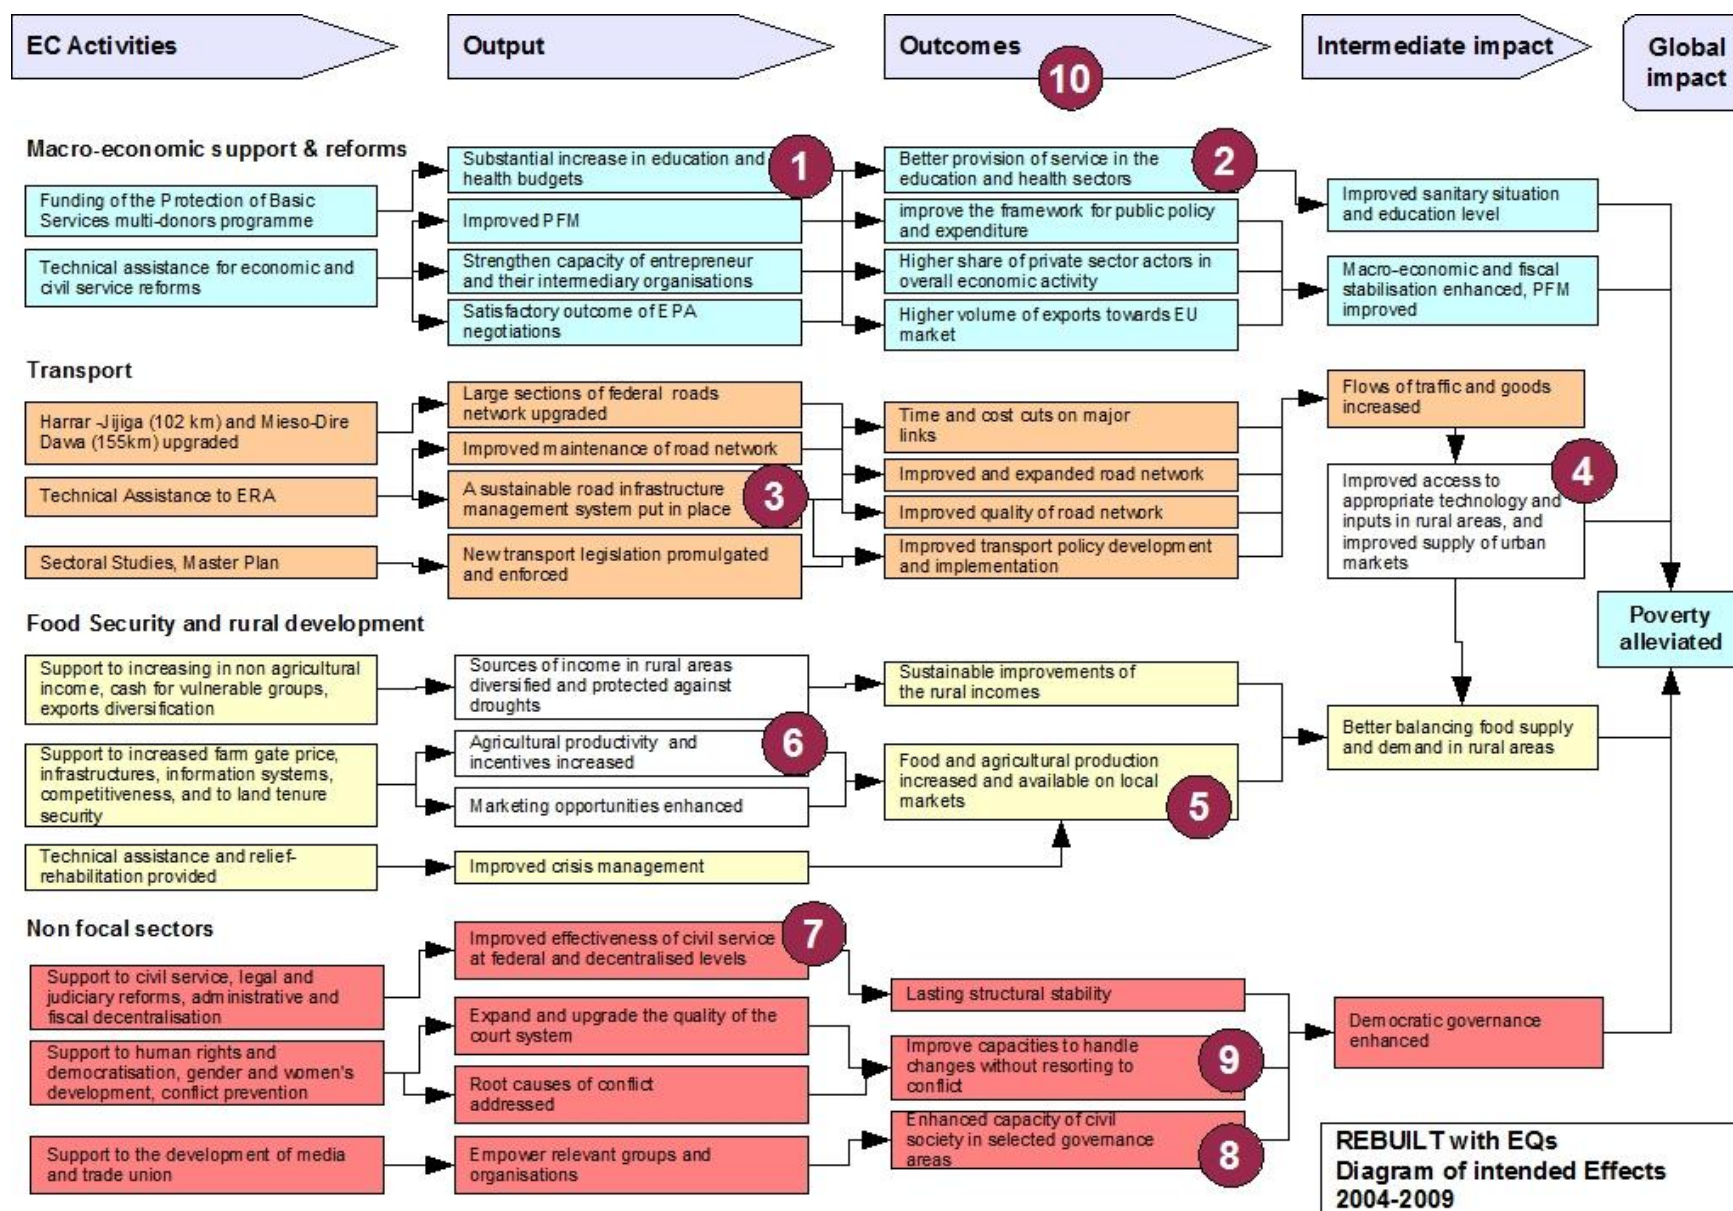 EC Activities
Output
Outcomes
Intermediate impact
Global
impact
10
Macro-economic support & reforms
Funding of the Protection of Basic
Services multi-donors programme
Technical assistance for economic and
civil service reforms
Substantial increase in education and
health budgets
1
Improved PFM
Strengthen capacity of entrepreneur
and their intermediary organisations
Satisfactory outcome of EPA
negotiations
Better provision of service in the
education and health sectors
2
improve the framework for public policy
and expenditure
Higher share of private sector actors in
overall economic activity
Higher volume of exports towards EU
market
Improved sanitary situation
and education level
Macro-economic and fiscal
stabilisation enhanced, PFM
improved
Transport
Harrar -Jijiga (102 km) and Mieso-Dire
Dawa (155km) upgraded
Technical Assistance to ERA
Sectoral Studies, Master Plan
Large sections of federal roads
network upgraded
Improved maintenance of road network
A sustainable road infrastructure
management system put in place
3
New transport legislation promulgated
and enforced
Time and cost cuts on major
links
Improved and expanded road network
Improved quality of road network
Improved transport policy development
and implementation
Flows of traffic and goods
increased
Improved access to
appropriate technology and
inputs in rural areas, and
improved supply of urban
markets
4
Poverty
alleviated
Food Security and rural development
Support to increasing in non agricultural
income, cash for vulnerable groups,
exports diversification
Support to increased farm gate price,
infrastructures, information systems,
competitiveness, and to land tenure
security
Technical assistance and relief-
rehabilitation provided
Sources of income in rural areas
diversified and protected against
droughts
Agricultural productivity and
incentives increased
6
Marketing opportunities enhanced
Improved crisis management
Sustainable improvements of
the rural incomes
Food and agricultural production
increased and available on local
markets
5
Better balancing food supply
and demand in rural areas
Non focal sectors
Support to civil service, legal and
judiciary reforms, administrative and
fiscal decentralisation
Support to human rights and
democratisation, gender and women's
development, conflict prevention
Support to the development of media
and trade union
Improved effectiveness of civil service
at federal and decentralised levels
7
Expand and upgrade the quality of the
court system
Root causes of conflict
addressed
Empower relevant groups and
organisations
Lasting structural stability
Improve capacities to handle
changes without resorting to
conflict
9
Enhanced capacity of civil
society in selected governance
areas
8
Democratic governance
enhanced
REBUILT with EQs
Diagram of intended Effects
2004-2009